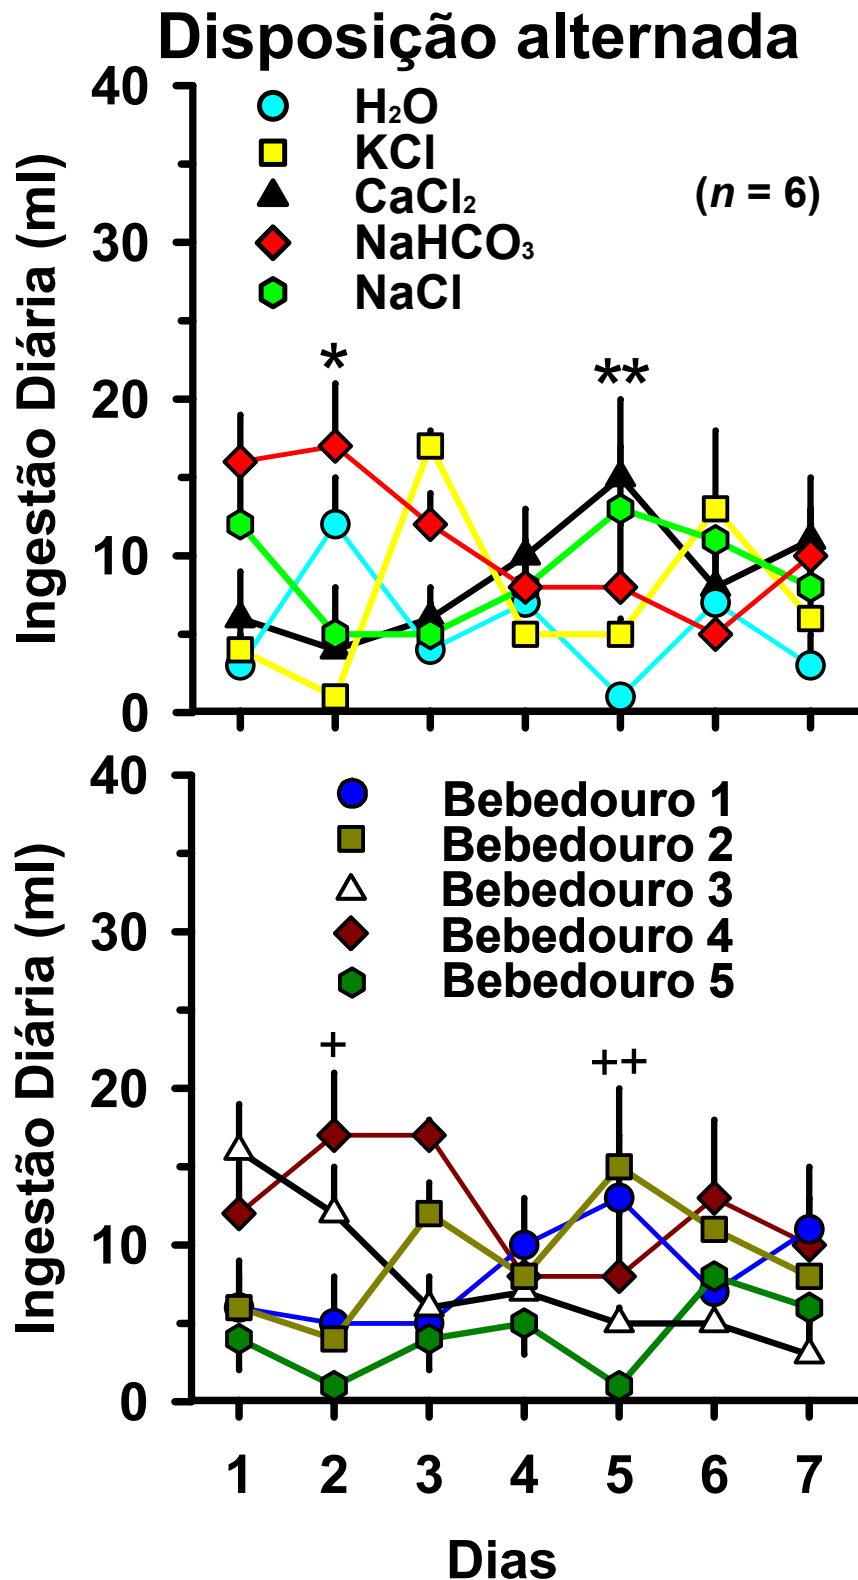 Disposição alternada
40
30
20
10
0
Ingestão Diária (ml)
H₂O
KCl
CaCl₂
NaHCO₃
NaCl
(n = 6)
*
**
40
30
20
10
0
Ingestão Diária (ml)
Bebedouro 1
Bebedouro 2
Bebedouro 3
Bebedouro 4
Bebedouro 5
+
++
1 2 3 4 5 6 7
Dias